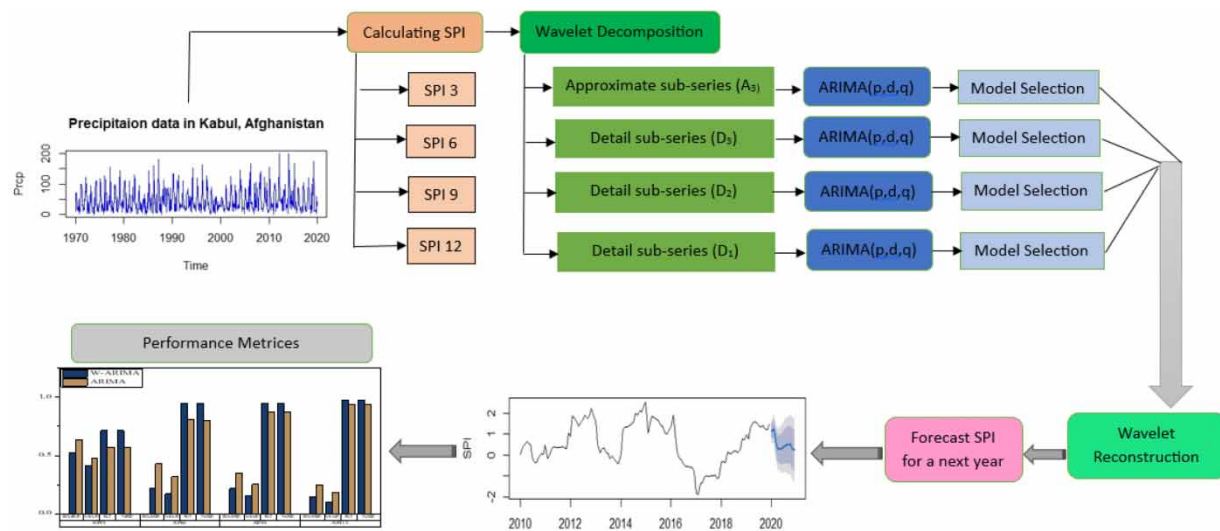 Calculating SPI
Wavelet Decomposition
SPI 3
SPI 6
SPI 9
SPI 12
Precipitaion data in Kabul, Afghanistan
Prcp
200
100
0
1970 1980 1990 2000 2010 2020
Time
Approximate sub-series (A₃) ARIMA(p,d,q) Model Selection
Detail sub-series (D₃) ARIMA(p,d,q) Model Selection
Detail sub-series (D₂) ARIMA(p,d,q) Model Selection
Detail sub-series (D₁) ARIMA(p,d,q) Model Selection
Performance Metrices
W-ARIMA
ARIMA
1.0
0.5
0.0
SPI
2
1
0
-2
2010 2012 2014 2016 2018 2020
Forecast SPI
for a next year
Wavelet
Reconstruction